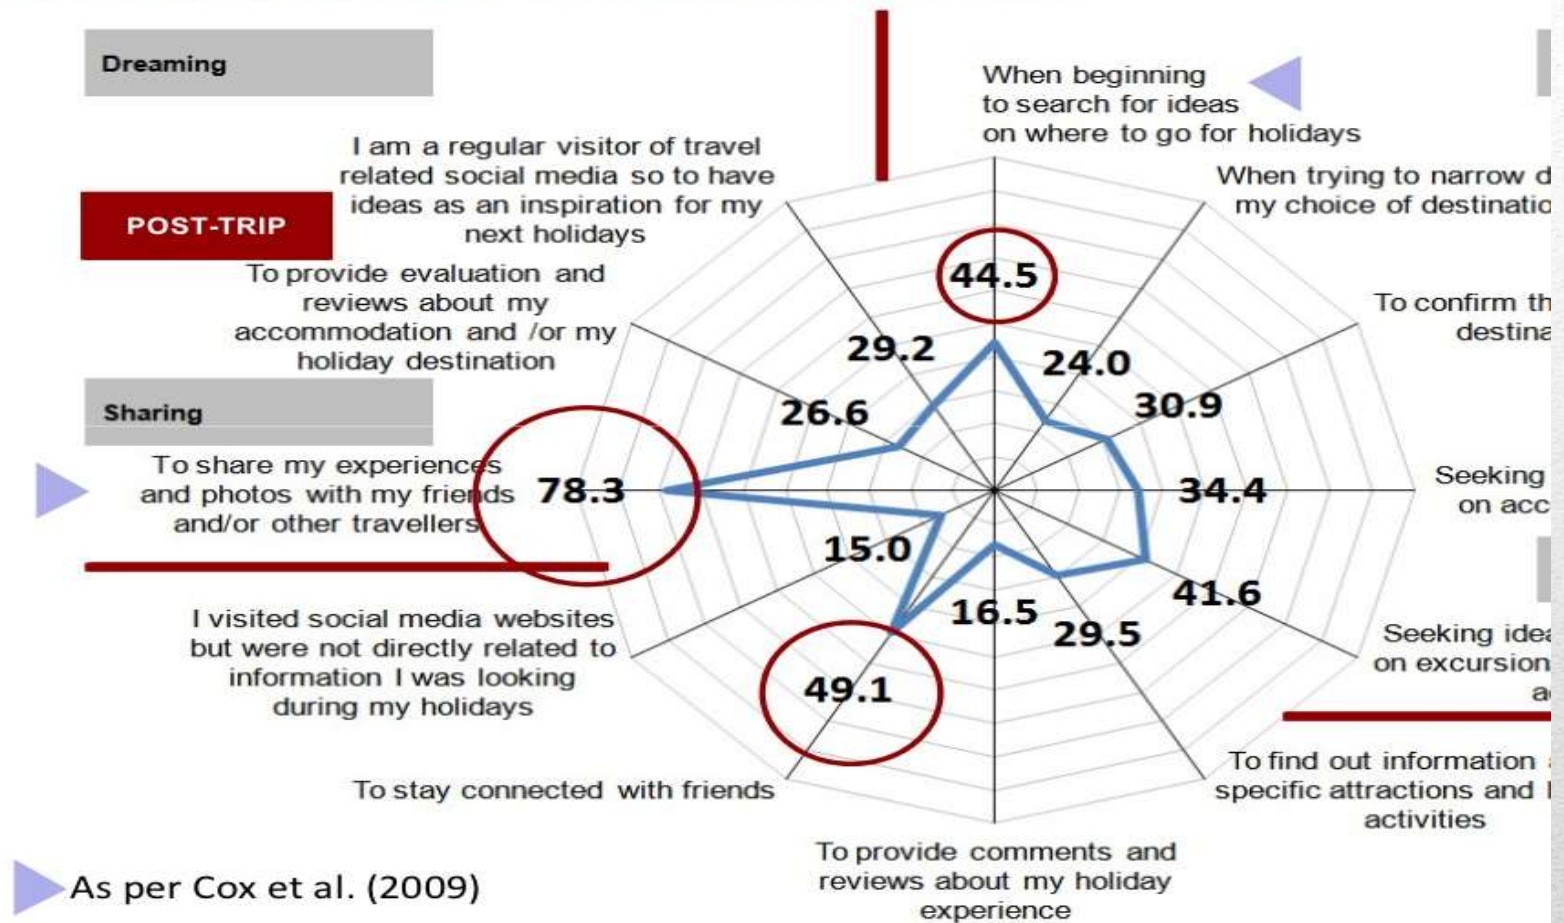 Dreaming
When beginning
to search for ideas
on where to go for holidays
I am a regular visitor of travel
related social media so to have
ideas as an inspiration for my
next holidays
When trying to narrow
my choice of
POST-TRIP
To provide evaluation and
reviews about my
accommodation and /or my
holiday destination
To confirm
44.5
29.2
24.0
30.9
26.6
Sharing
To share my experiences
and photos with my friends
and/or other travellers
78.3
34.4
Seeking
on
15.0
41.6
16.5
29.5
I visited social media websites
but were not directly related to
information I was looking
during my holidays
Seeking
on
49.1
To stay connected with friends
To find out information
specific attractions and
activities
To provide comments and
reviews about my holiday
experience
As per Cox et al. (2009)